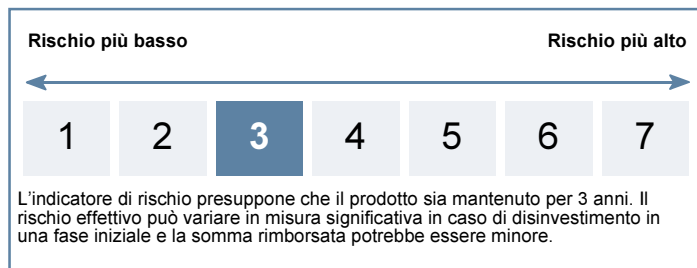 Rischio più basso Rischio più alto
1 2 3 4 5 6 7
L'indicatore di rischio presuppone che il prodotto sia mantenuto per 3 anni. Il
rischio effettivo può variare in misura significativa in caso di disinvestimento in
una fase iniziale e la somma rimborsata potrebbe essere minore.